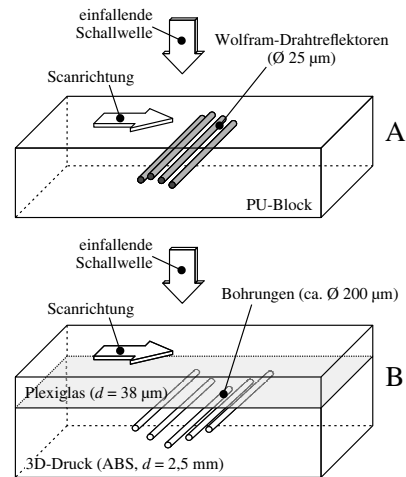 einfallende
Schallwelle
Wolfram-Drahtreflektoren
(Ø 25 µm)
Scanrichtung
A
PU-Block
einfallende
Schallwelle
Bohrungen (ca. Ø 200 µm)
Scanrichtung
B
Plexiglas (d = 38 µm)
3D-Druck (ABS, d = 2,5 mm)